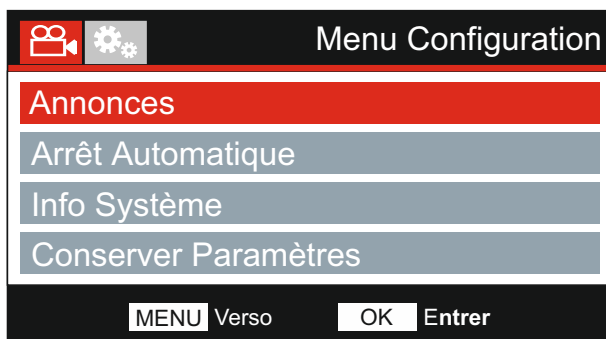 Menu Configuration
Annonces
Arrêt Automatique
Info Système
Conserver Paramètres
MENU Verso OK Entrer